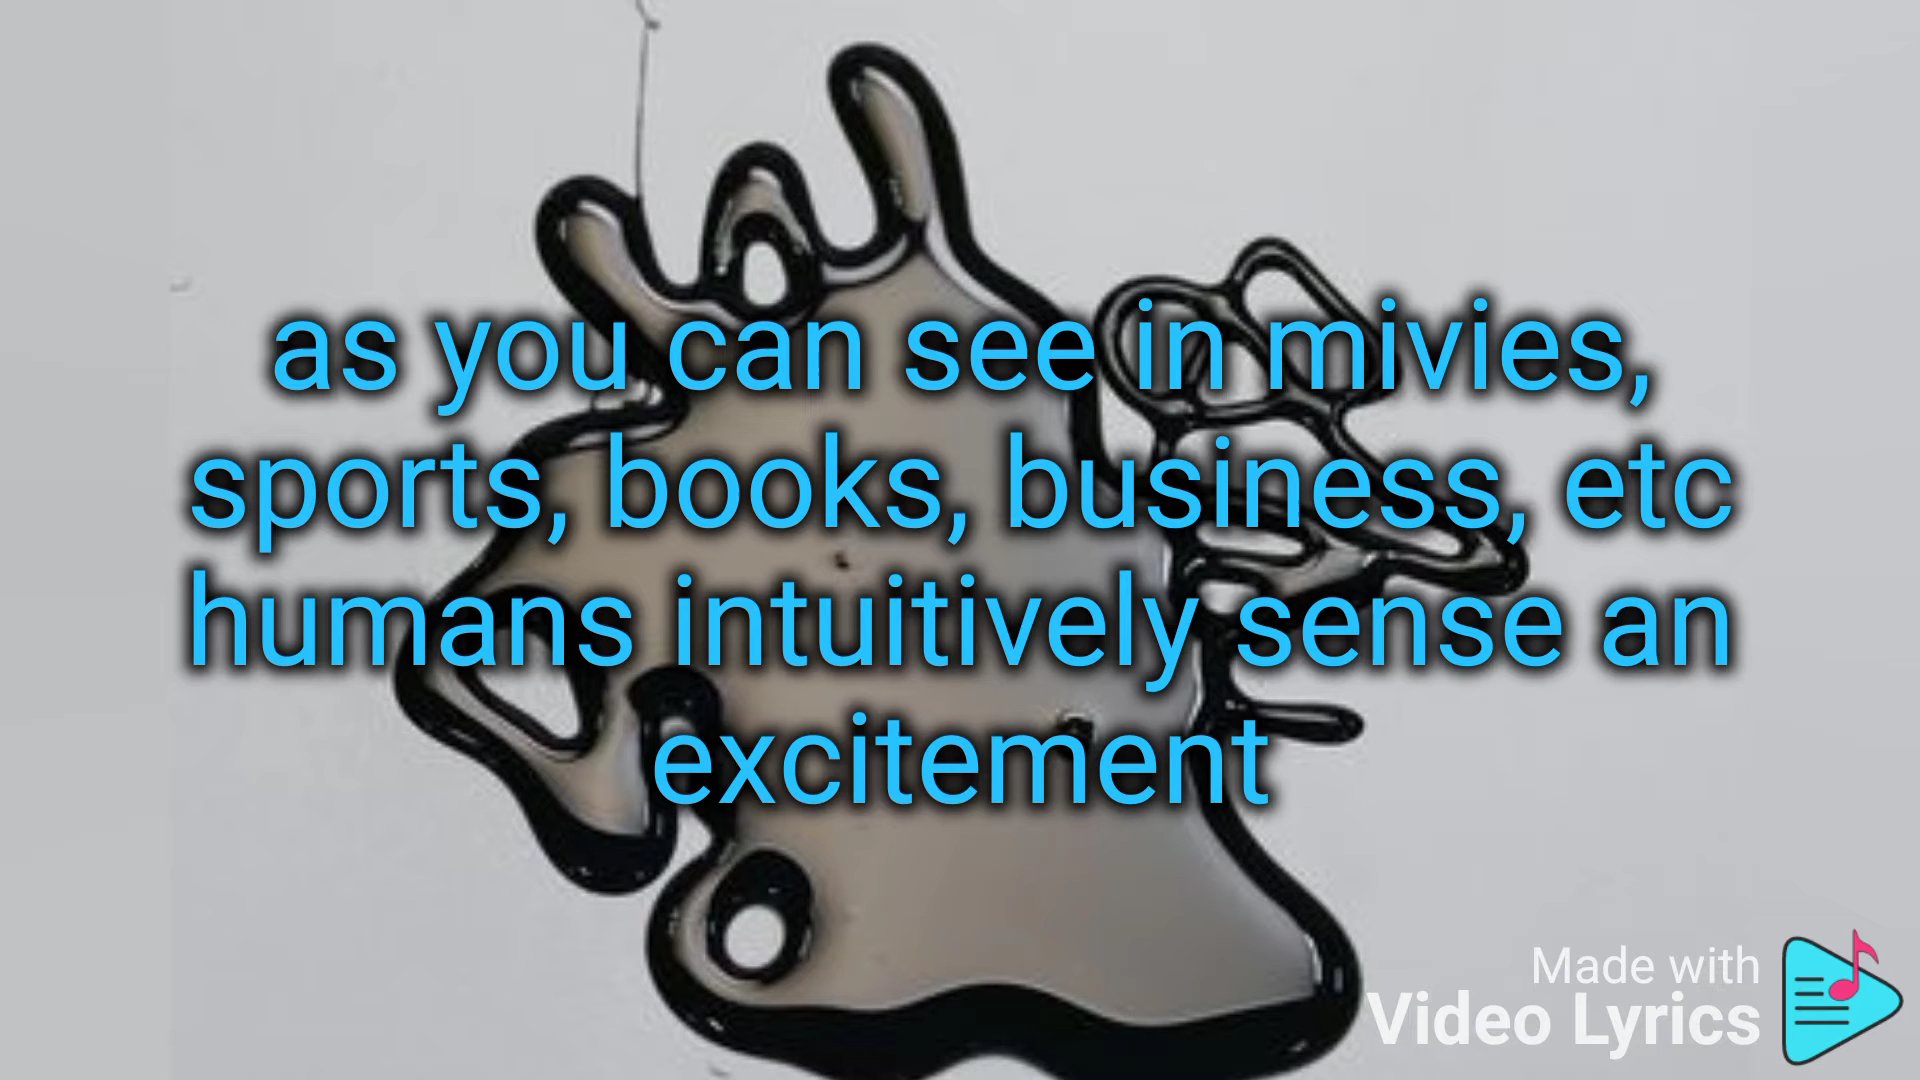 as you can see in mivies,
sports, books, business, etc
humans intuitively sense an
excitement
Made with
Video Lyrics